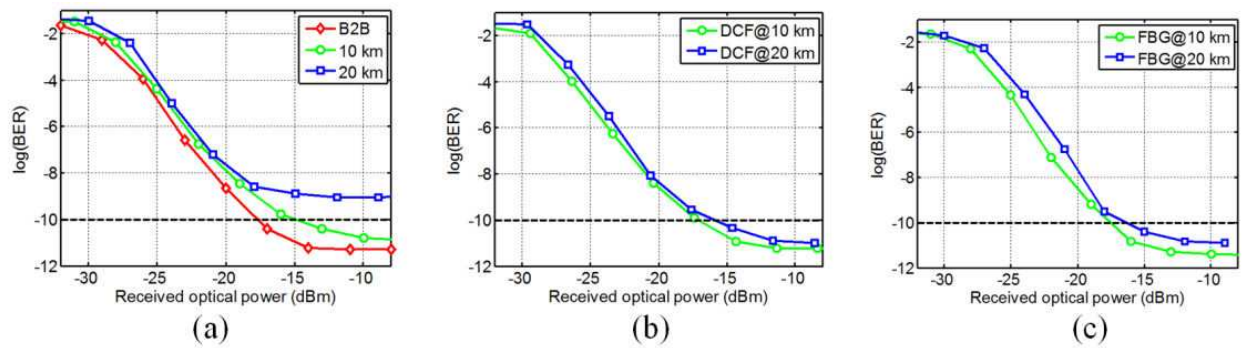 B2B
10 km
20 km
-2
-4
-6
-8
-10
-12
log(BER)
-30
-25
-20
-15
-10
Received optical power (dBm)
(a)
DCF@10 km
DCF@20 km
-2
-4
-6
-8
-10
-12
log(BER)
-30
-25
-20
-15
-10
Received optical power (dBm)
(b)
FBG@10 km
FBG@20 km
-2
-4
-6
-8
-10
-12
log(BER)
-30
-25
-20
-15
-10
Received optical power (dBm)
(c)